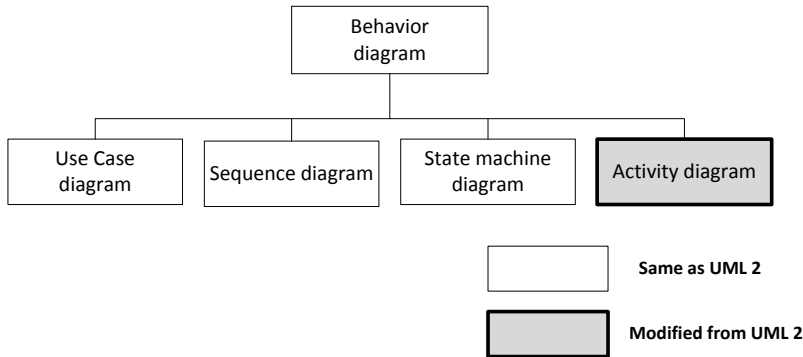 Behavior
diagram
Use Case
diagram
Sequence diagram
State machine
diagram
Activity diagram
Same as UML 2
Modified from UML 2